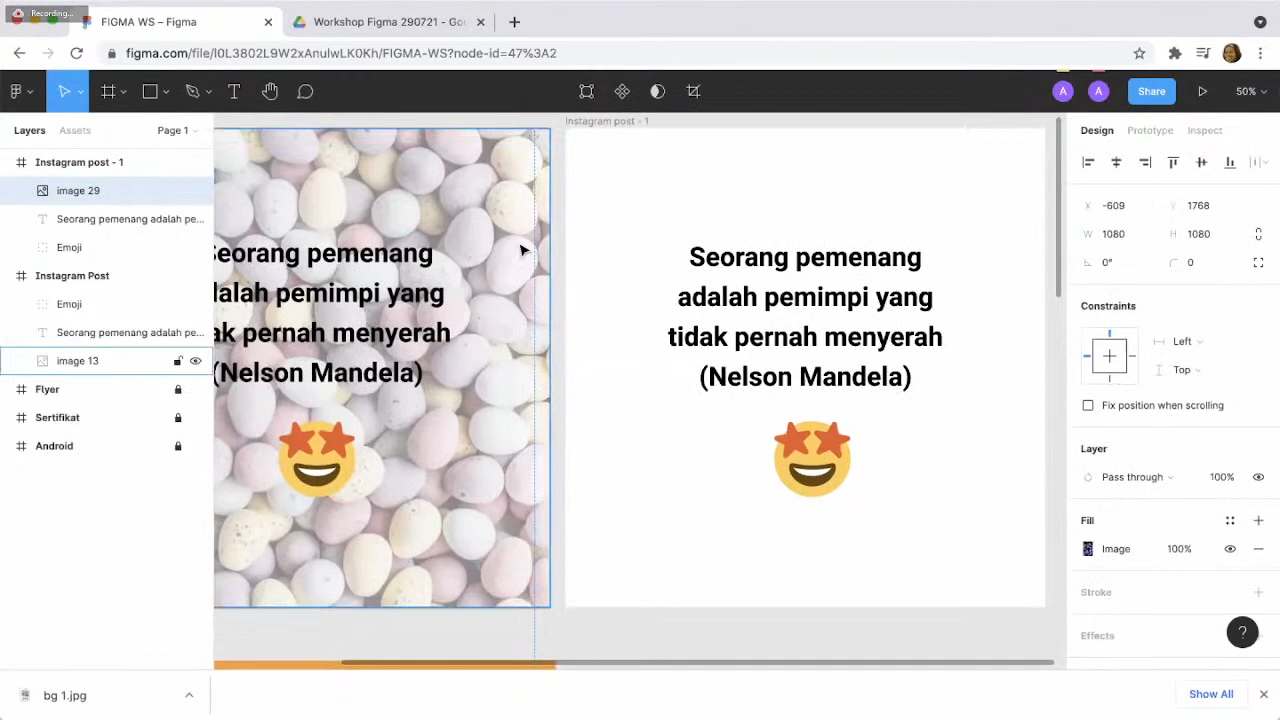 Recording...
FIGMA WS – Figma
Workshop Figma 290721 - Goo
figma.com/file/l0L3802L9W2xAnulwLK0Kh/FIGMA-WS?node-id=47%3A2
A
A
Share
50%
Layers
Assets
Page 1
Instagram post - 1
image 29
Seorang pemenang adalah pe...
Emoji
Instagram Post
Emoji
Seorang pemenang adalah pe...
image 13
Flyer
Sertifikat
Android
Seorang pemenang
dalah pemimpi yang
ak pernah menyerah
(Nelson Mandela)
Instagram post - 1
Seorang pemenang
adalah pemimpi yang
tidak pernah menyerah
(Nelson Mandela)
Design
Prototype
Inspect
X -609
Y 1768
W 1080
H 1080
0°
0
Constraints
Left
Top
Fix position when scrolling
Layer
Pass through
100%
Fill
Image
100%
Stroke
Effects
?
bg 1.jpg
Show All